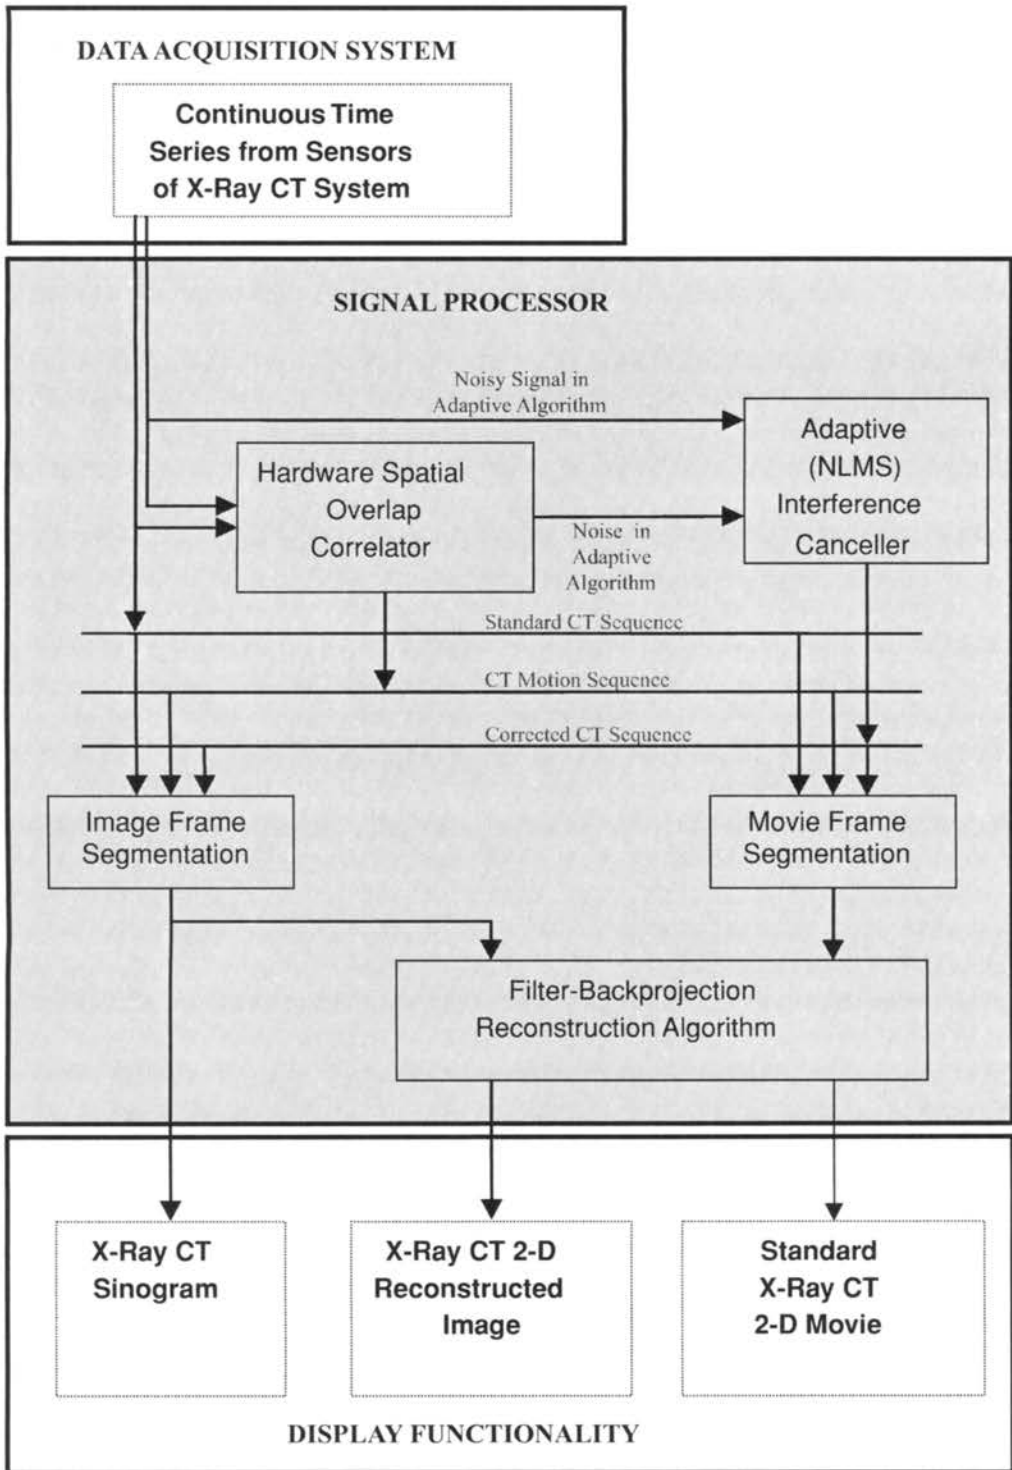 DATA ACQUISITION SYSTEM
Continuous Time
Series from Sensors
of X-Ray CT System
SIGNAL PROCESSOR
Noisy Signal in
Adaptive Algorithm
Adaptive
(NLMS)
Interference
Canceller
Hardware Spatial
Overlap
Correlator
Noise in
Adaptive
Algorithm
Standard CT Sequence
CT Motion Sequence
Corrected CT Sequence
Image Frame
Segmentation
Movie Frame
Segmentation
Filter-Backprojection
Reconstruction Algorithm
X-Ray CT
Sinogram
X-Ray CT 2-D
Reconstructed
Image
Standard
X-Ray CT
2-D Movie
DISPLAY FUNCTIONALITY